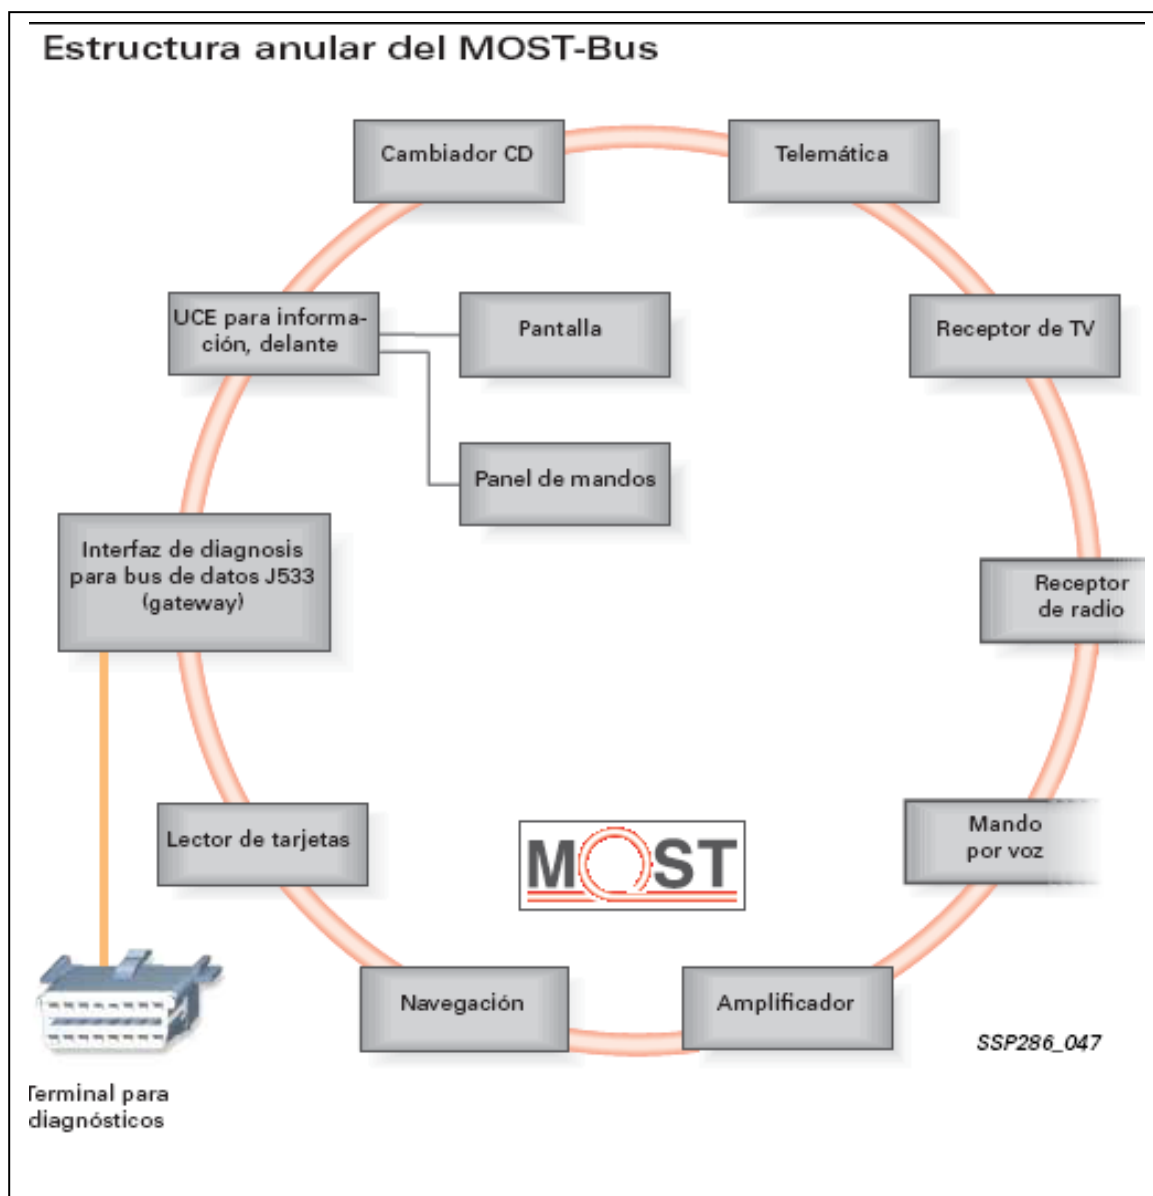 Estructura anular del MOST-Bus
Cambiador CD
Telemática
UCE para informa-
ción, delante
Pantalla
Receptor de TV
Panel de mandos
Interfaz de diagnosis
para bus de datos J533
(gateway)
Receptor
de radio
Lector de tarjetas
MOST
Mando
por voz
Navegación
Amplificador
SSP286_047
Terminal para
diagnósticos